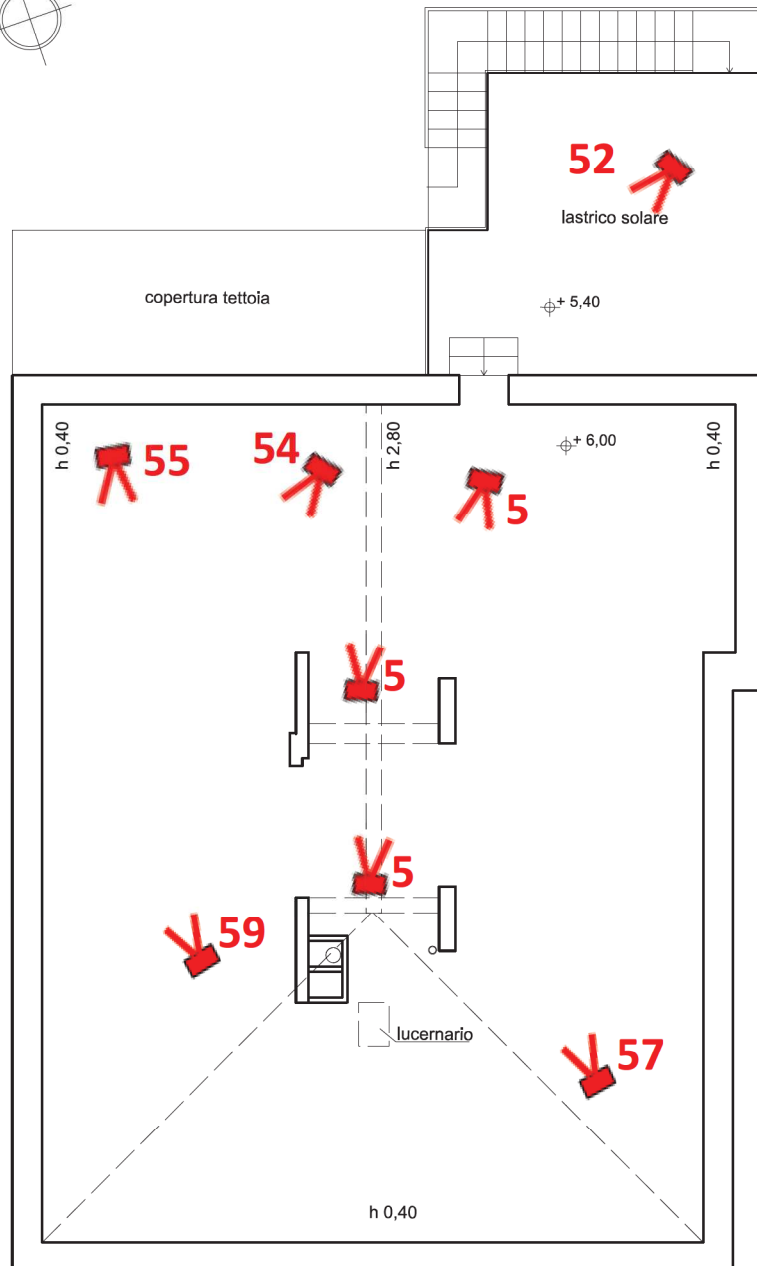 52
lastrico solare
copertura tettoia
+ 5,40
h 0,40
h 2,80
+ 6,00
h 0,40
55
54
5
5
5
59
lucernario
57
h 0,40